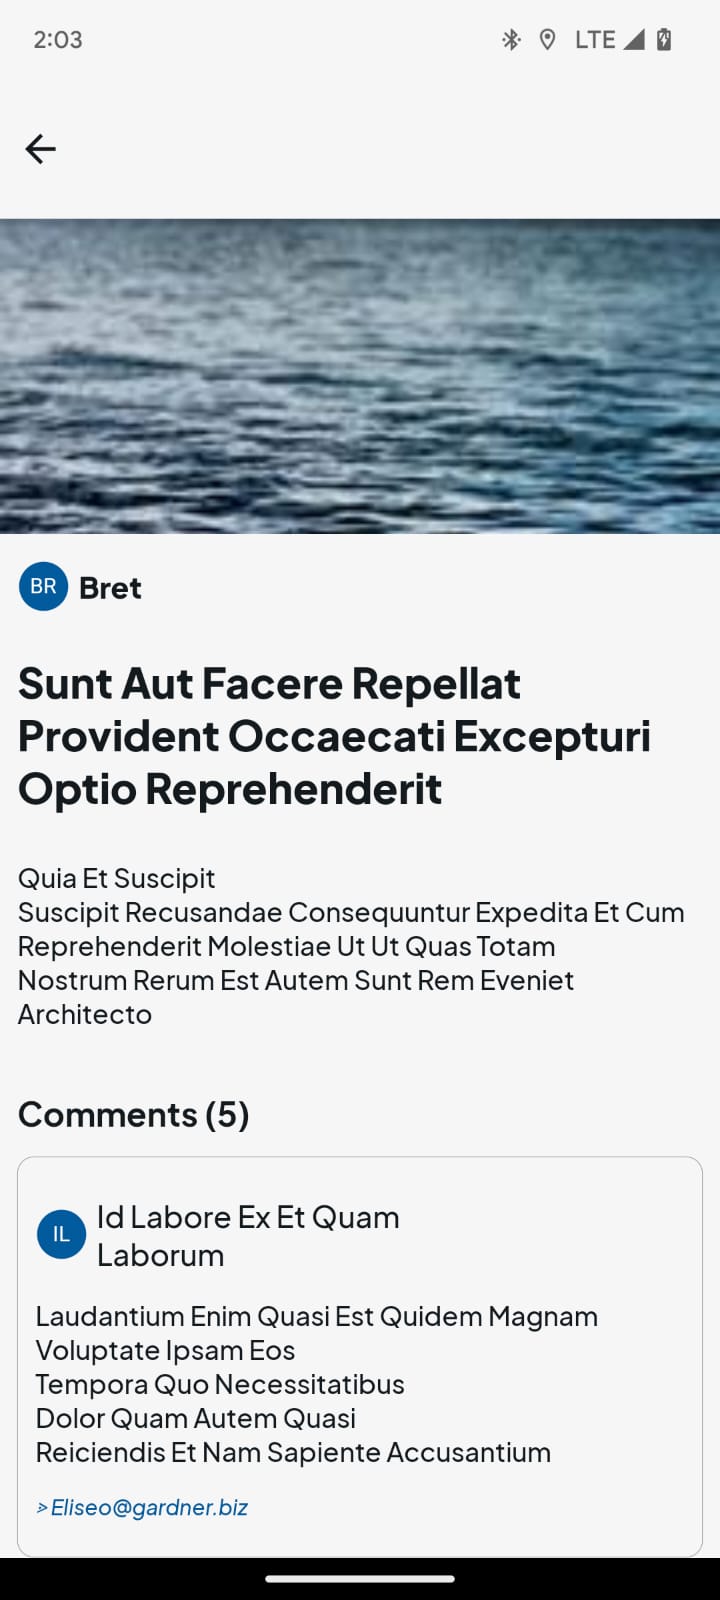 2:03
LTE
BR Bret
Sunt Aut Facere Repellat
Provident Occaecati Excepturi
Optio Reprehenderit
Quia Et Suscipit
Suscipit Recusandae Consequuntur Expedita Et Cum
Reprehenderit Molestiae Ut Ut Quas Totam
Nostrum Rerum Est Autem Sunt Rem Eveniet
Architecto
Comments (5)
IL
Id Labore Ex Et Quam
Laborum
Laudantium Enim Quasi Est Quidem Magnam
Voluptate Ipsam Eos
Tempora Quo Necessitatibus
Dolor Quam Autem Quasi
Reiciendis Et Nam Sapiente Accusantium
Eliseo@gardner.biz